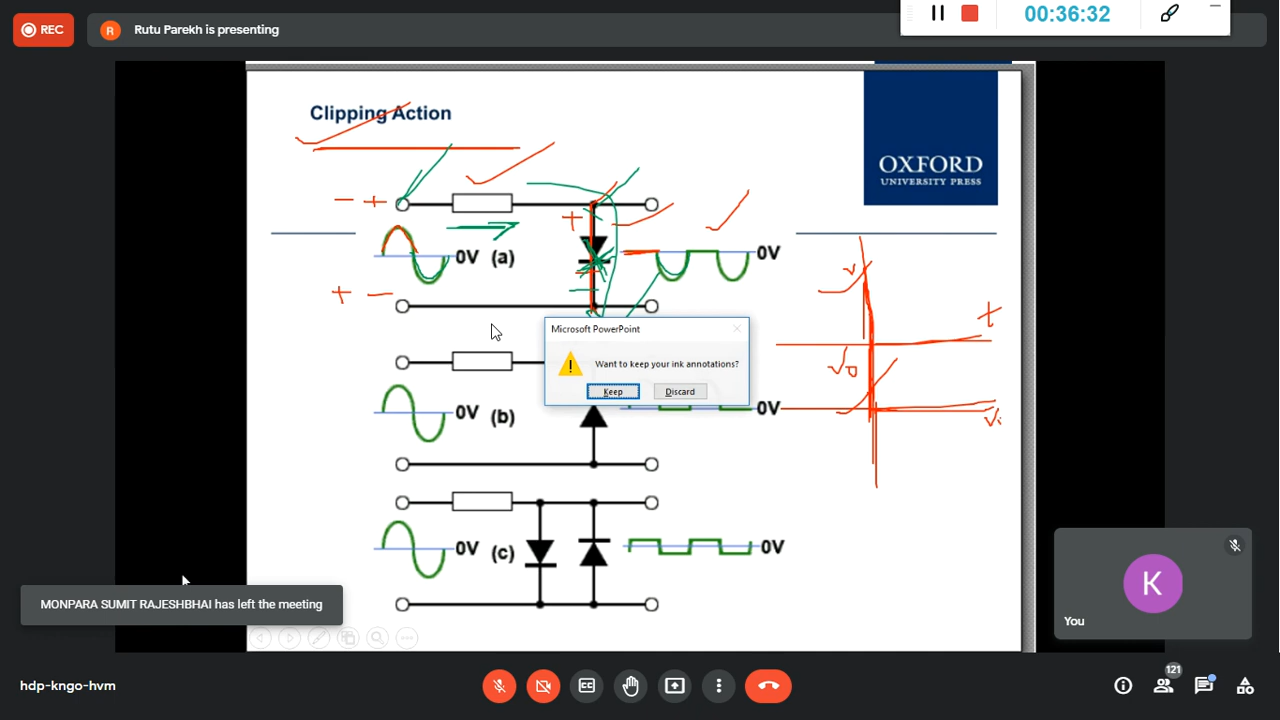 REC
Rutu Parekh is presenting
R
00:36:32
Clipping Action
OXFORD
UNIVERSITY PRESS
- +
+
0V (a)
0V
+ -
v
t
Microsoft PowerPoint
Want to keep your ink annotations?
Keep
Discard
Vo
0V (b)
0V
0V (c)
0V
K
You
MONPARA SUMIT RAJESHBHAI has left the meeting
hdp-kngo-hvm
121